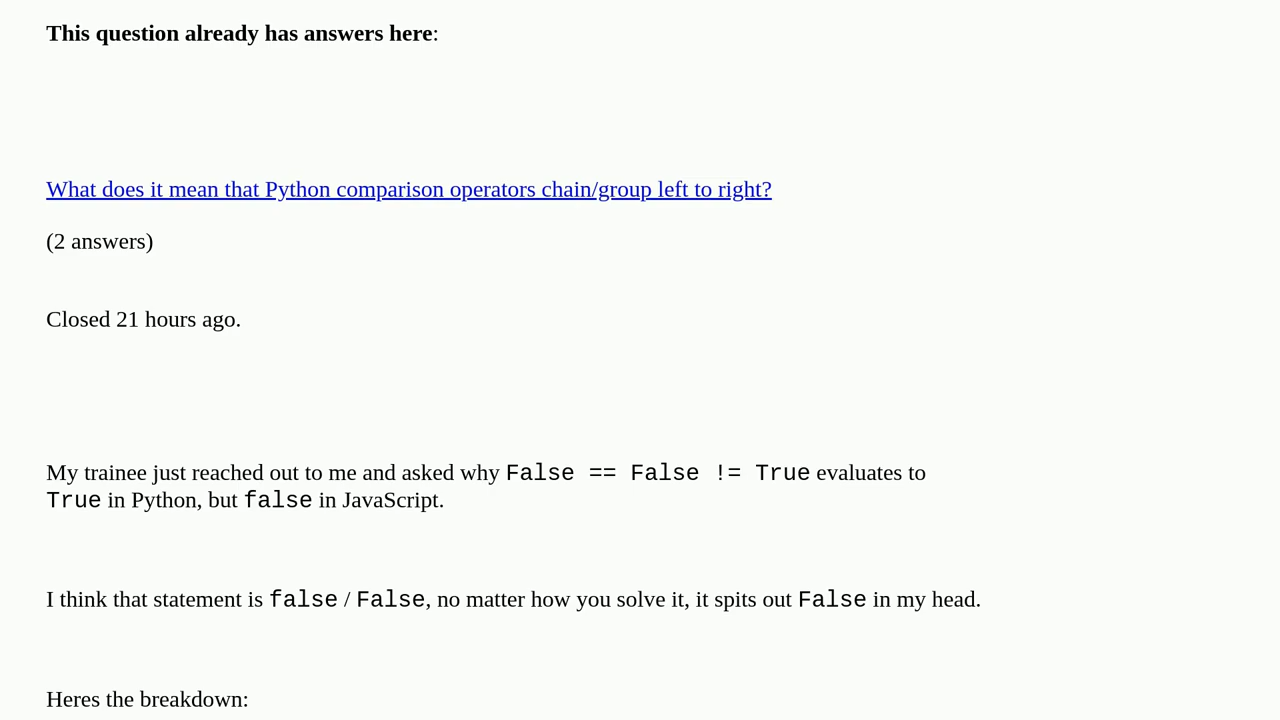 This question already has answers here:
What does it mean that Python comparison operators chain/group left to right?
(2 answers)
Closed 21 hours ago.
My trainee just reached out to me and asked why False == False != True evaluates to
True in Python, but false in JavaScript.
I think that statement is false / False, no matter how you solve it, it spits out False in my head.
Heres the breakdown: